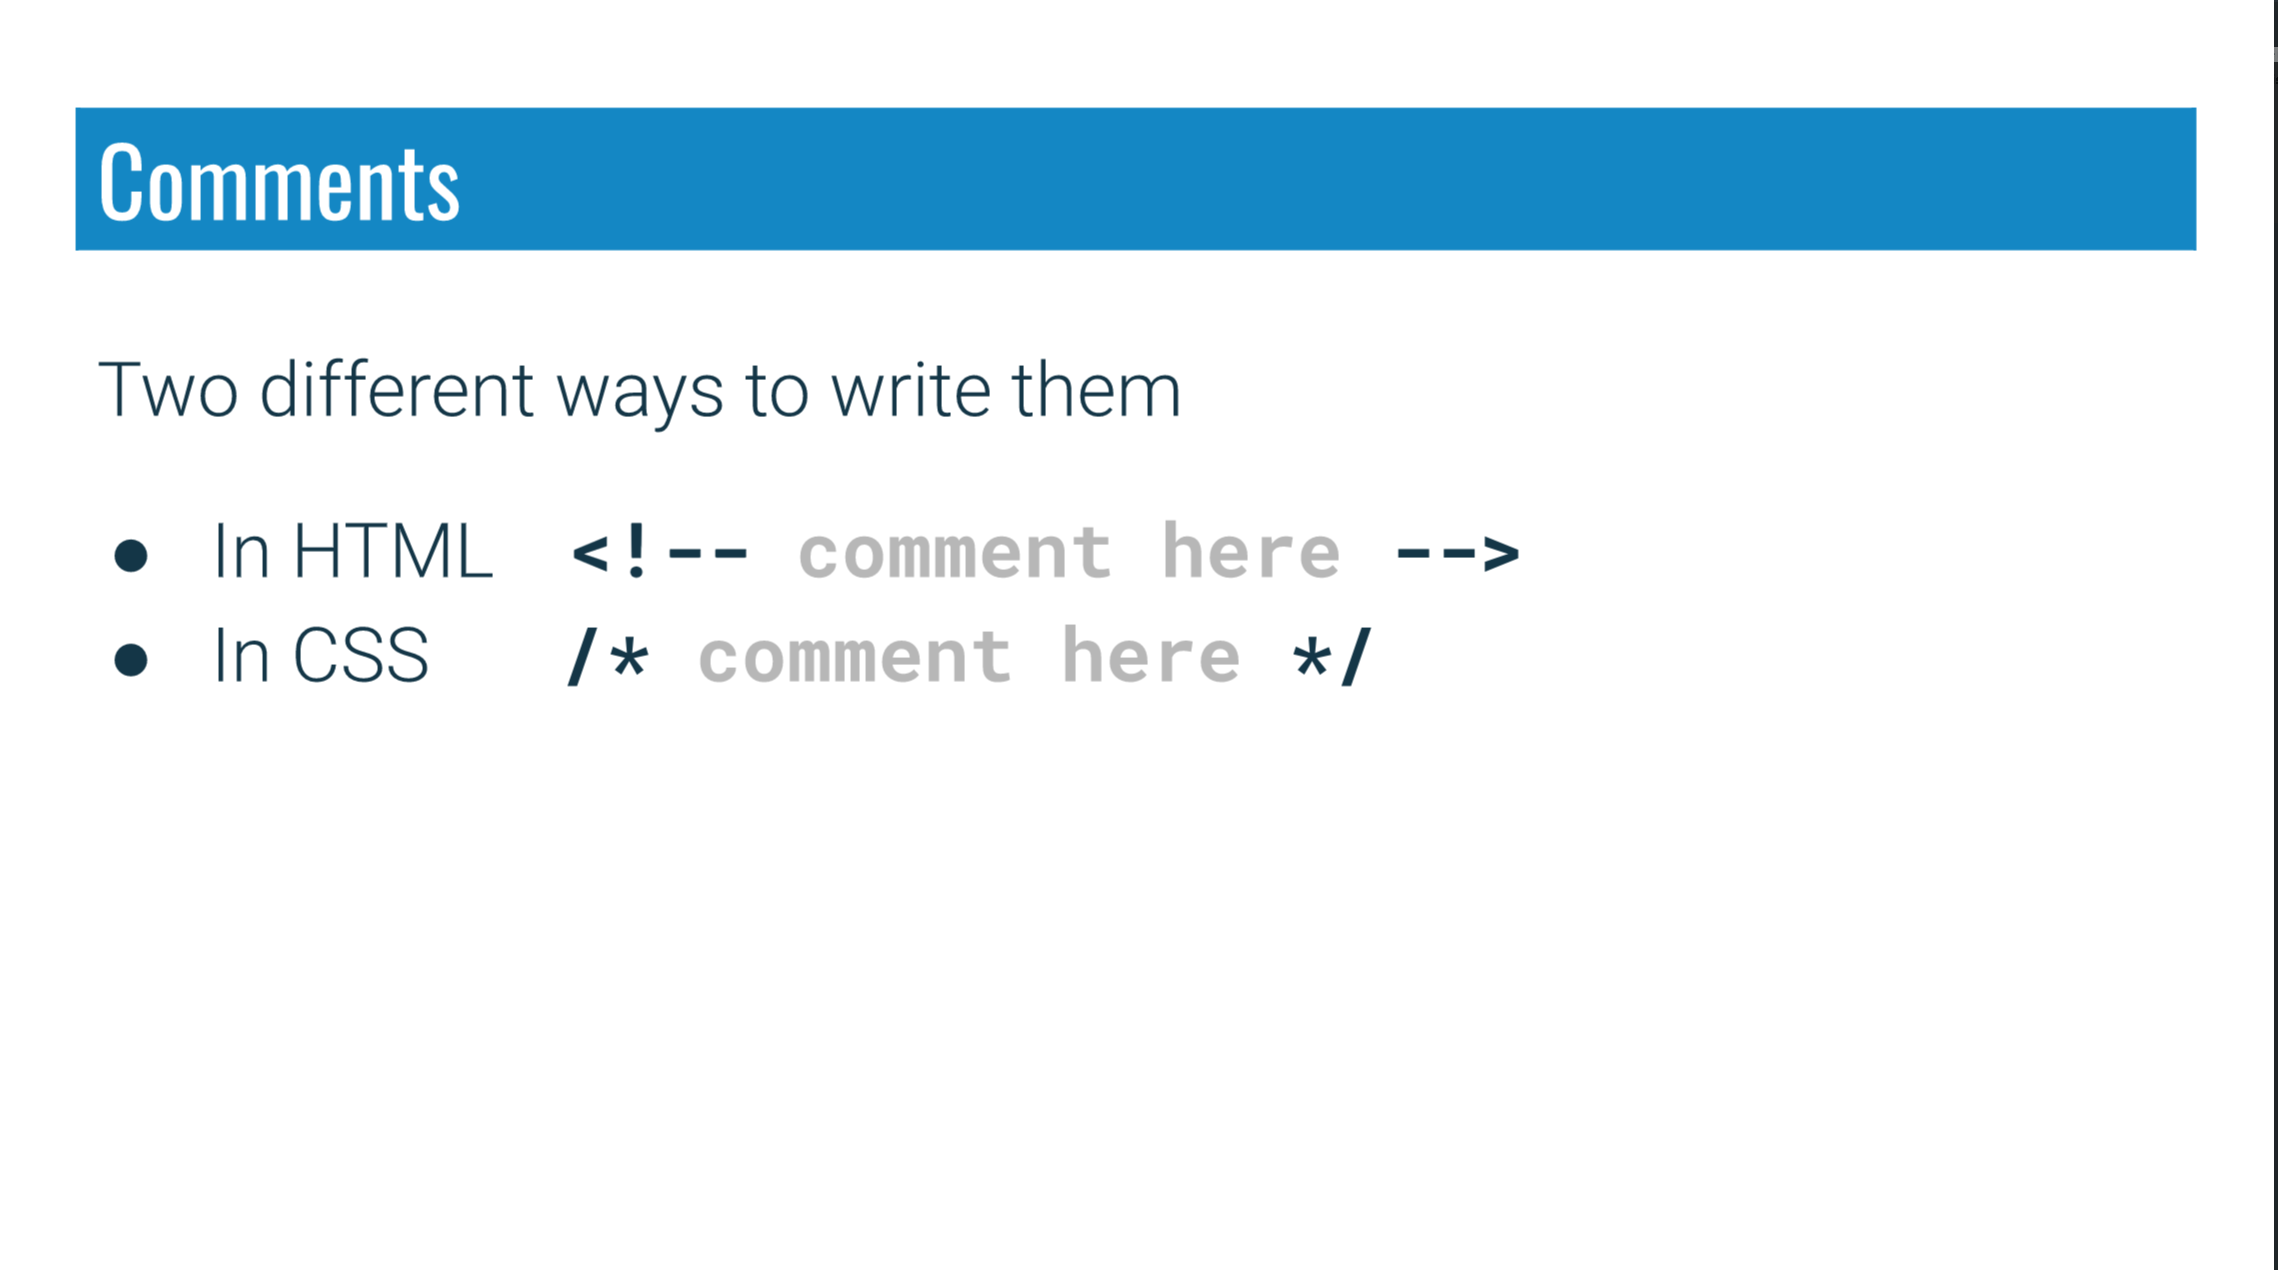 Comments
Two different ways to write them
● In HTML <!-- comment here -->
● In CSS /* comment here */